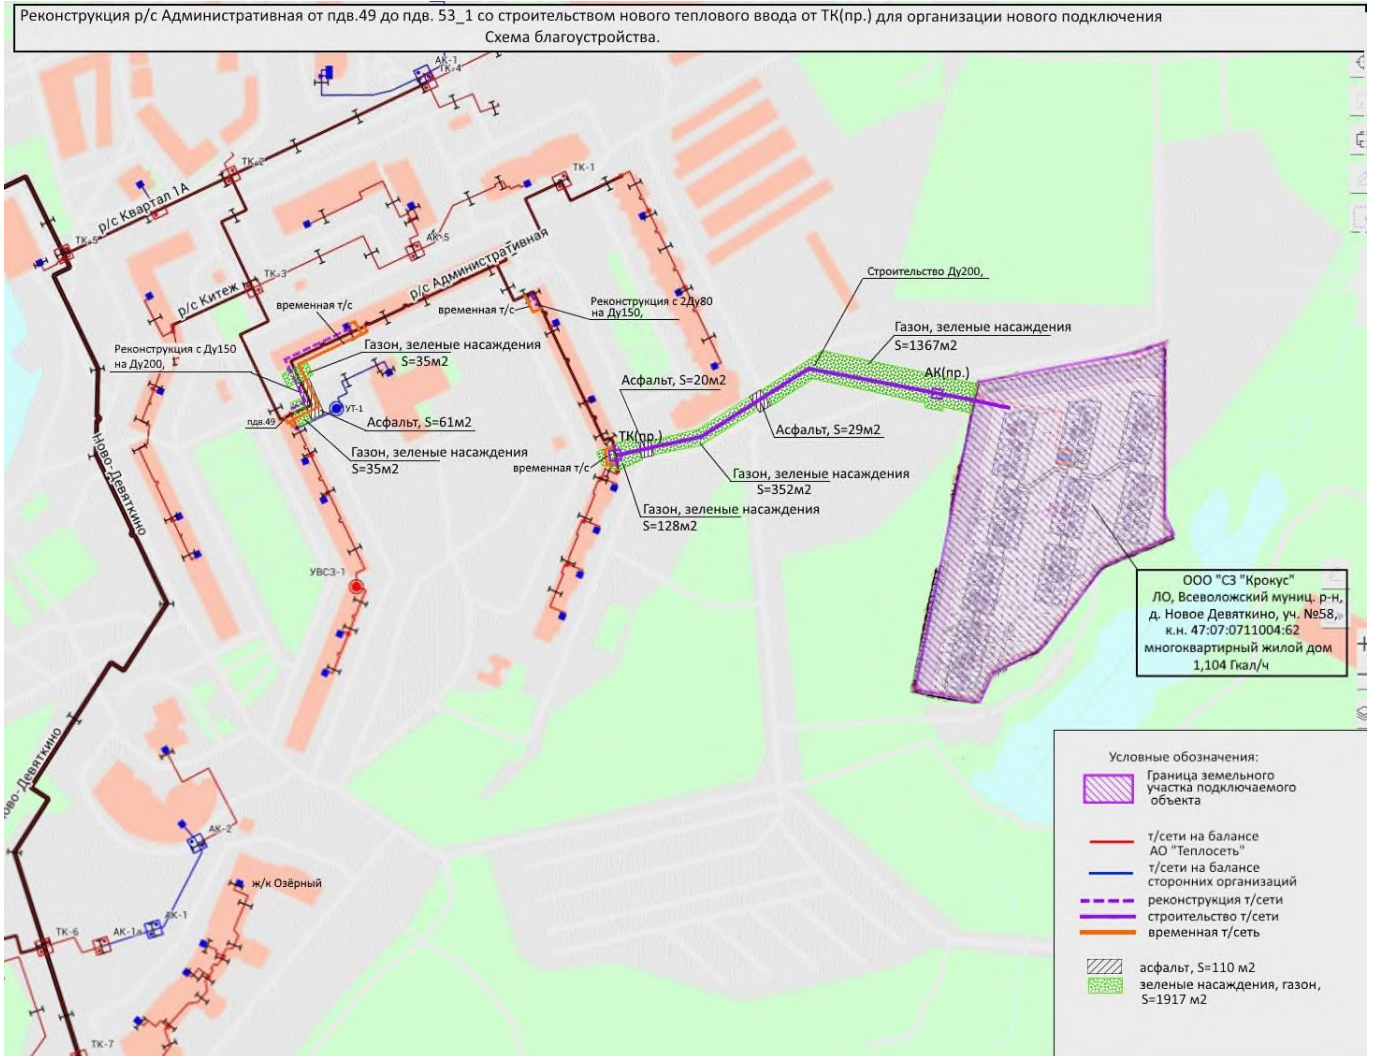 Реконструкция р/с Административная от пдв.49 до пдв. 53_1 со строительством нового теплового ввода от ТК(пр.) для организации нового подключения
Схема благоустройства.
АК-1
ТК-4
ТК-2
р/с Квартал 1А
ТК-5
ТК-1
АК-5
ТК-3
р/с Китеж
р/с Административная
временная т/с
временная т/с
Реконструкция с 2Ду80
на Ду150,
Строительство Ду200,
Реконструкция с Ду150
на Ду200,
Газон, зеленые насаждения
S=35м2
Газон, зеленые насаждения
S=1367м2
АК(пр.)
Асфальт, S=20м2
УТ-1
пдв.49
Асфальт, S=61м2
Асфальт, S=29м2
ТК(пр.)
Газон, зеленые насаждения
S=35м2
временная т/с
Газон, зеленые насаждения
S=352м2
Газон, зеленые насаждения
S=128м2
Ново-Девяткино
УВСЗ-1
ООО "СЗ "Крокус"
ЛО, Всеволожский муниц. р-н,
д. Новое Девяткино, уч. №58,
к.н. 47:07:0711004:62
многоквартирный жилой дом
1,104 Гкал/ч
ово-Девяткино
АК-2
ж/к Озёрный
АК-1
АК-1а
ТК-6
ТК-7
Условные обозначения:
Граница земельного
участка подключаемого
объекта
т/сети на балансе
АО "Теплосеть"
т/сети на балансе
сторонних организаций
реконструкция т/сети
строительство т/сети
временная т/сеть
асфальт, S=110 м2
зеленые насаждения, газон,
S=1917 м2